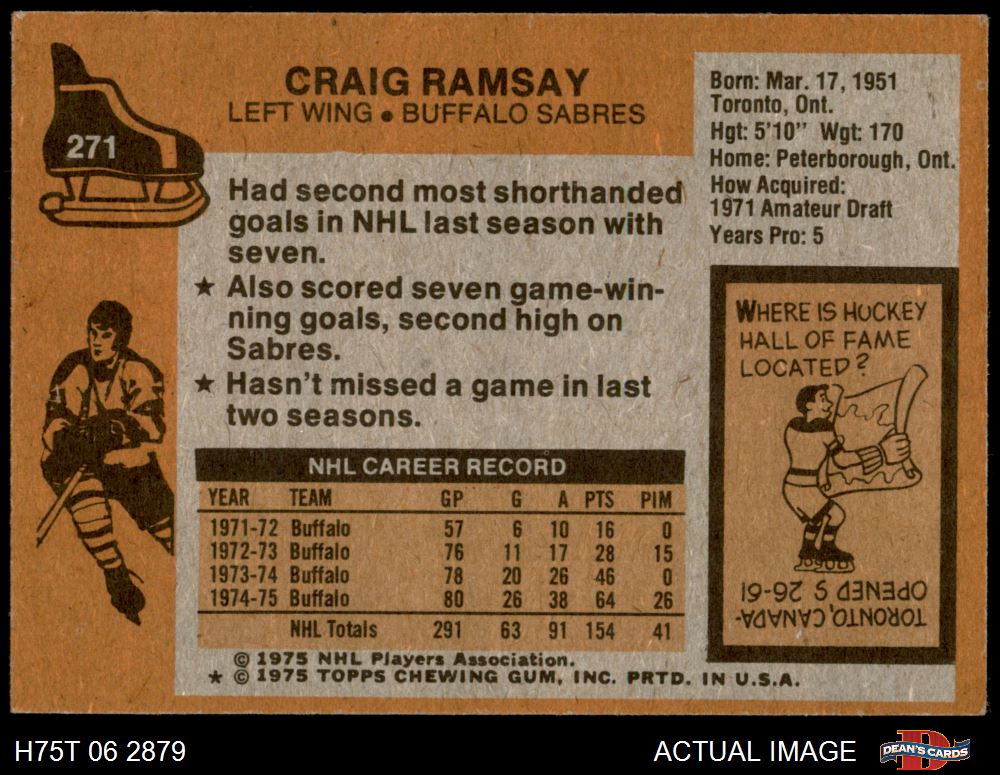 271
CRAIG RAMSAY
LEFT WING ● BUFFALO SABRES
Had second most shorthanded
goals in NHL last season with
seven.
★ Also scored seven game-win-
ning goals, second high on
Sabres.
★ Hasn't missed a game in last
two seasons.
NHL CAREER RECORD
YEAR TEAM GP G A PTS PIM
1971-72 Buffalo 57 6 10 16 0
1972-73 Buffalo 76 11 17 28 15
1973-74 Buffalo 78 20 26 46 0
1974-75 Buffalo 80 26 38 64 26
NHL Totals 291 63 91 154 41
© 1975 NHL Players Association.
★ © 1975 TOPPS CHEWING GUM, INC. PRTD. IN U.S.A.
Born: Mar. 17, 1951
Toronto, Ont.
Hgt: 5'10" Wgt: 170
Home: Peterborough, Ont.
How Acquired:
1971 Amateur Draft
Years Pro: 5
WHERE IS HOCKEY
HALL OF FAME
LOCATED?
TORONTO, CANADA-
OPENED 8-26-61
H75T 06 2879
ACTUAL IMAGE
D
DEAN'S CARDS